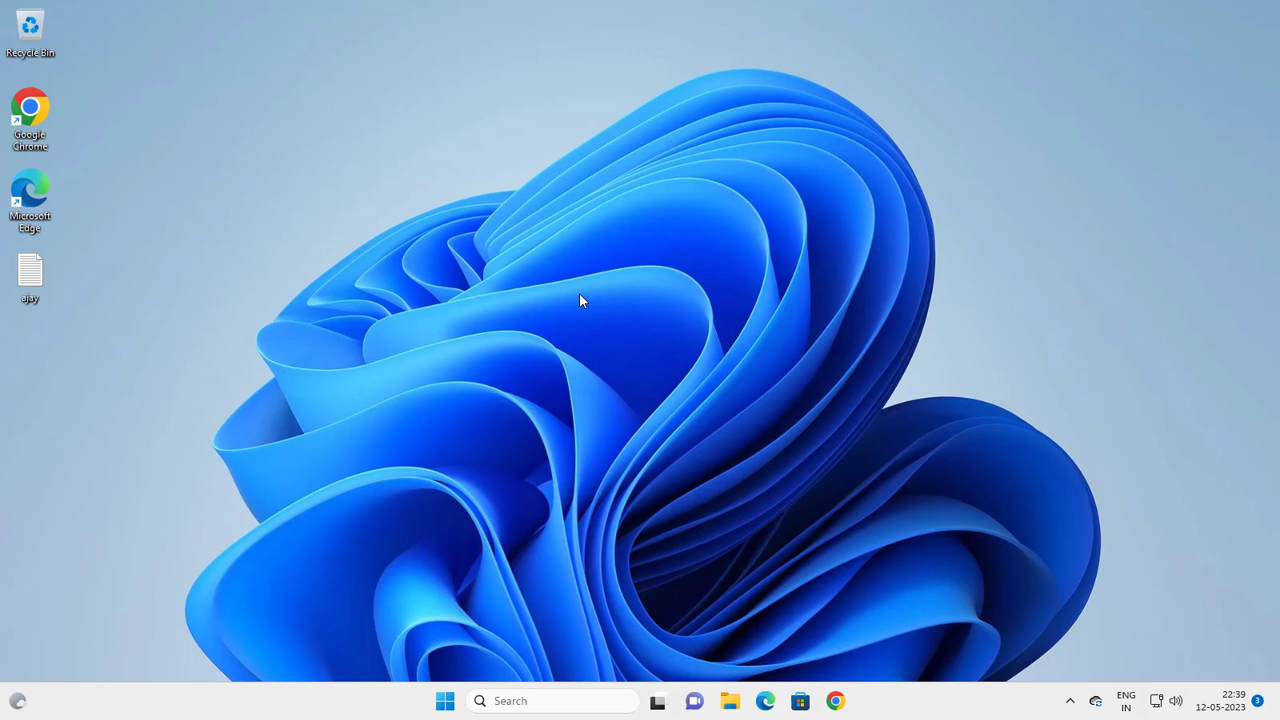 Recycle Bin
Google
Chrome
Microsoft
Edge
ajay
Search
ENG
IN
22:39
12-05-2023
3